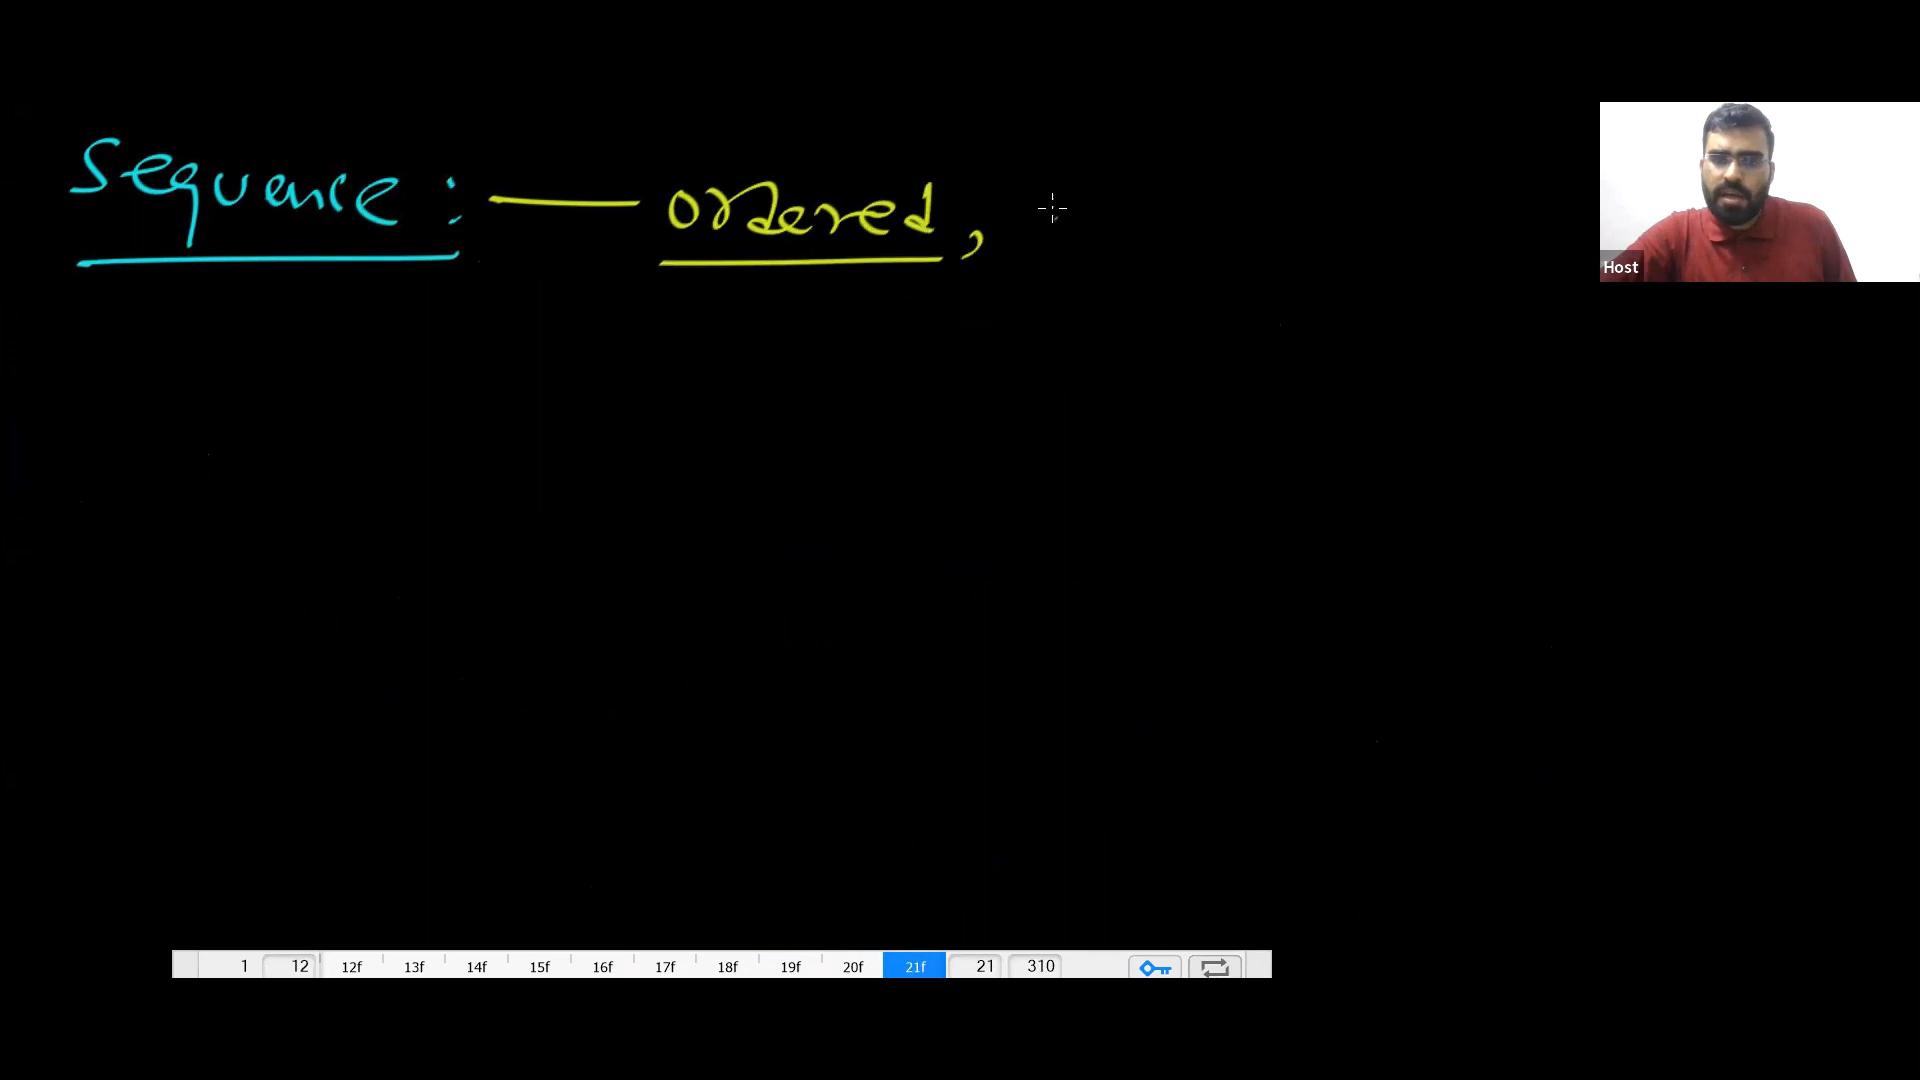 Sequence : — ordered,
Host
1 12 12f 13f 14f 15f 16f 17f 18f 19f 20f 21f 21 310